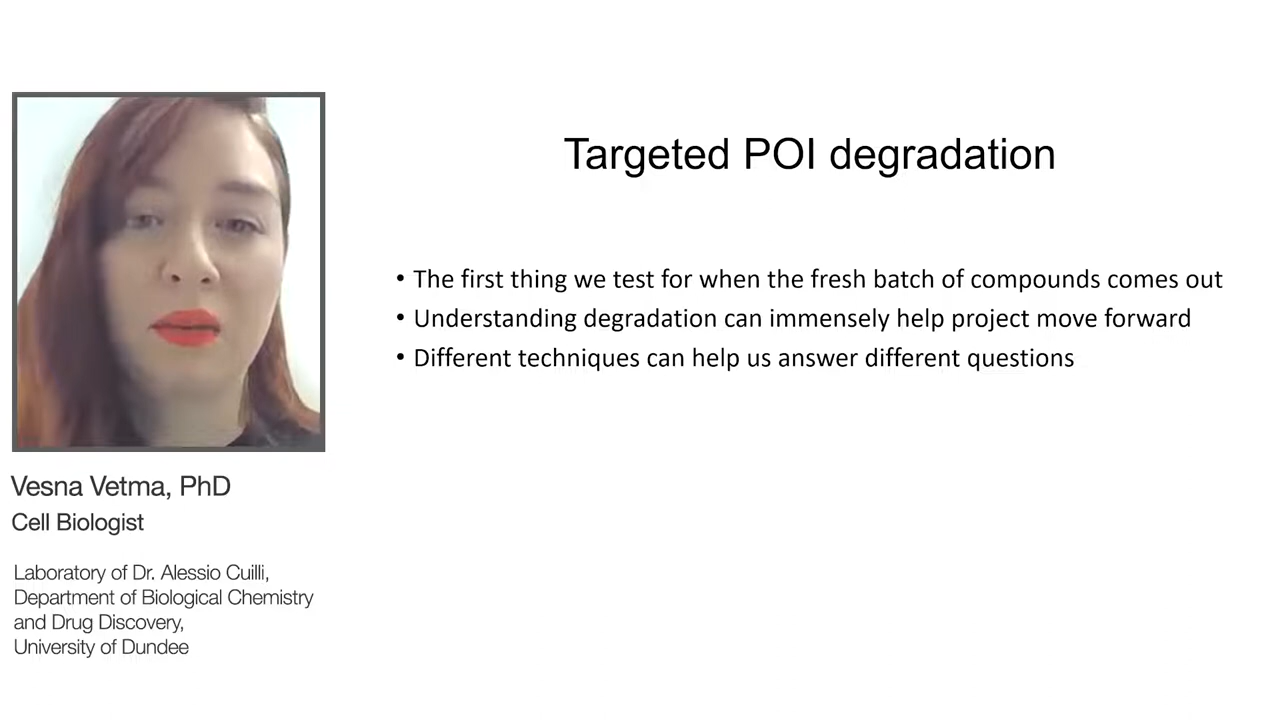 Targeted POI degradation
• The first thing we test for when the fresh batch of compounds comes out
• Understanding degradation can immensely help project move forward
• Different techniques can help us answer different questions
Vesna Vetma, PhD
Cell Biologist
Laboratory of Dr. Alessio Cuilli,
Department of Biological Chemistry
and Drug Discovery,
University of Dundee